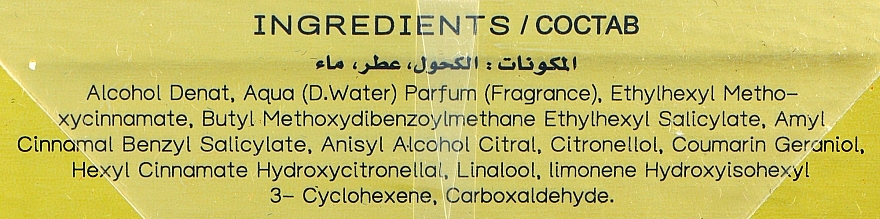 INGREDIENTS / СОСТАВ
المكونات : الكحول، عطر، ماء
Alcohol Denat, Aqua (D.Water) Parfum (Fragrance), Ethylhexyl Metho-
xycinnamate, Butyl Methoxydibenzoylmethane Ethylhexyl Salicylate, Amyl
Cinnamal Benzyl Salicylate, Anisyl Alcohol Citral, Citronellol, Coumarin Geraniol,
Hexyl Cinnamate Hydroxycitronellal, Linalool, limonene Hydroxyisohexyl
3- Cyclohexene, Carboxaldehyde.